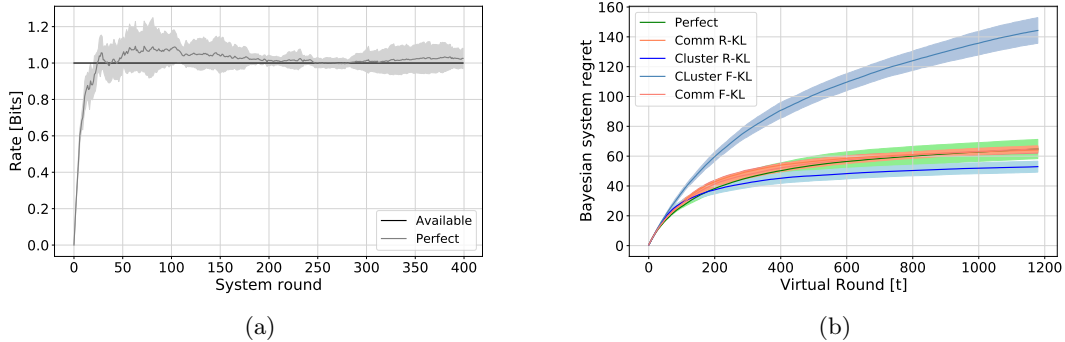 1.2
1.0
0.8
0.6
0.4
0.2
0.0
Rate [Bits]
0 50 100 150 200 250 300 350 400
System round
Available
Perfect
(a)
160
140
120
100
80
60
40
20
0
Bayesian system regret
0 200 400 600 800 1000 1200
Virtual Round [t]
Perfect
Comm R-KL
Cluster R-KL
CLuster F-KL
Comm F-KL
(b)